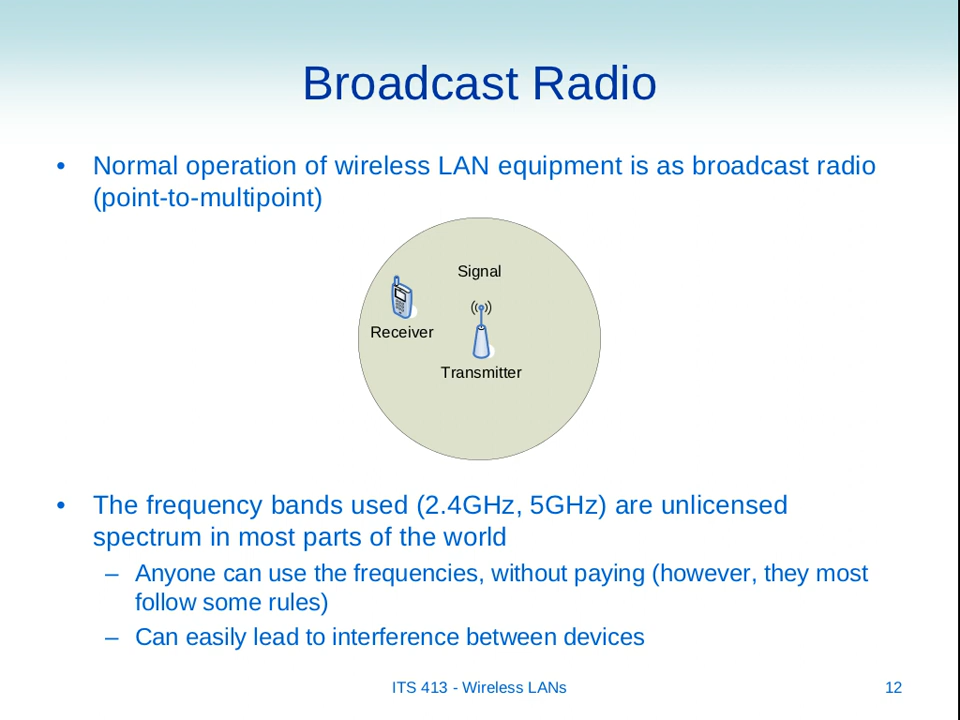 Broadcast Radio
• Normal operation of wireless LAN equipment is as broadcast radio
(point-to-multipoint)
Signal
Receiver
Transmitter
• The frequency bands used (2.4GHz, 5GHz) are unlicensed
spectrum in most parts of the world
– Anyone can use the frequencies, without paying (however, they most
follow some rules)
– Can easily lead to interference between devices
ITS 413 - Wireless LANs
12